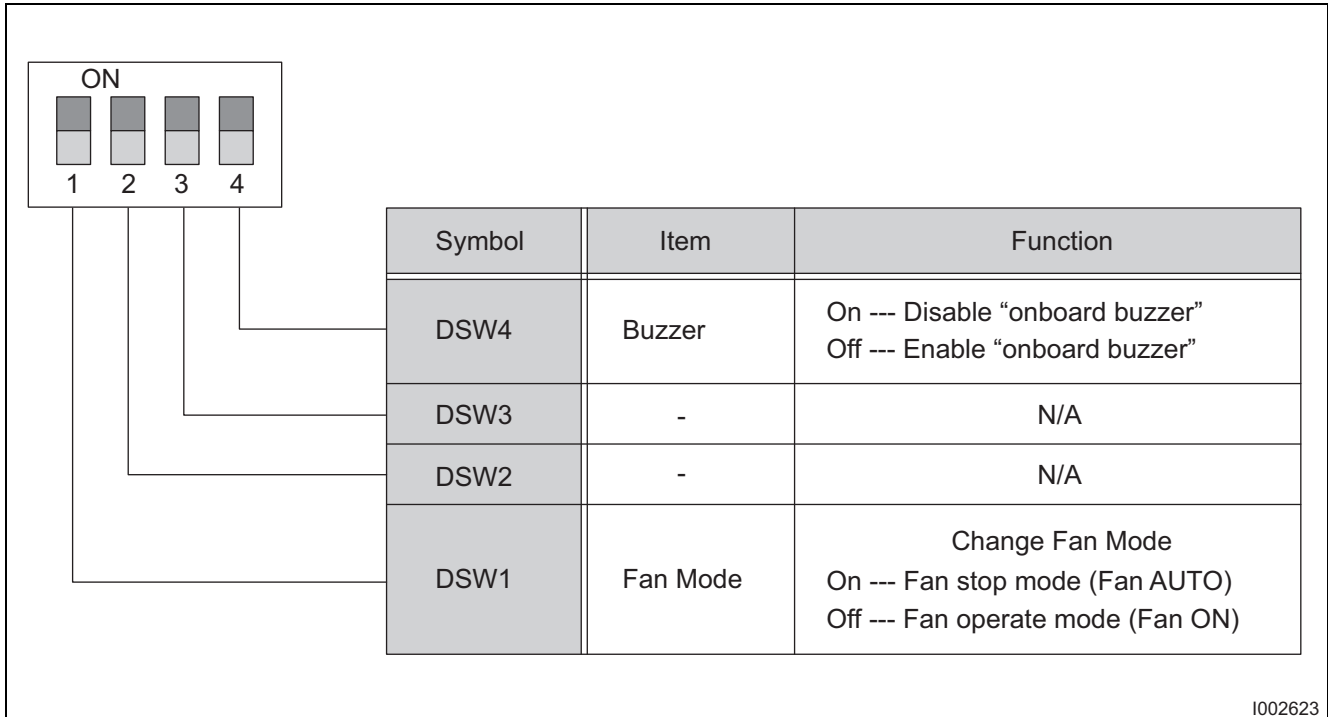 ON
1 2 3 4
Symbol Item Function
DSW4 Buzzer On --- Disable “onboard buzzer”
Off --- Enable “onboard buzzer”
DSW3 - N/A
DSW2 - N/A
Change Fan Mode
DSW1 Fan Mode On --- Fan stop mode (Fan AUTO)
Off --- Fan operate mode (Fan ON)
I002623